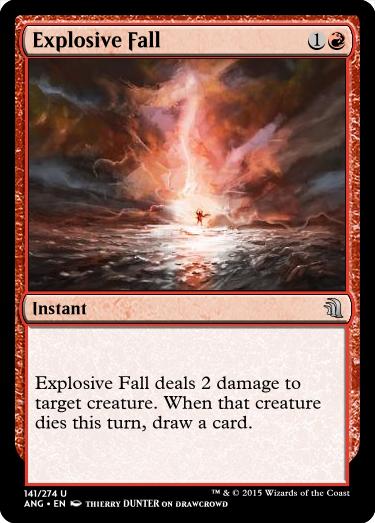 Explosive Fall 1
Instant
Explosive Fall deals 2 damage to
target creature. When that creature
dies this turn, draw a card.
141/274 U
™ & © 2015 Wizards of the Coast
ANG • EN THIERRY DUNTER ON DRAWCROWD